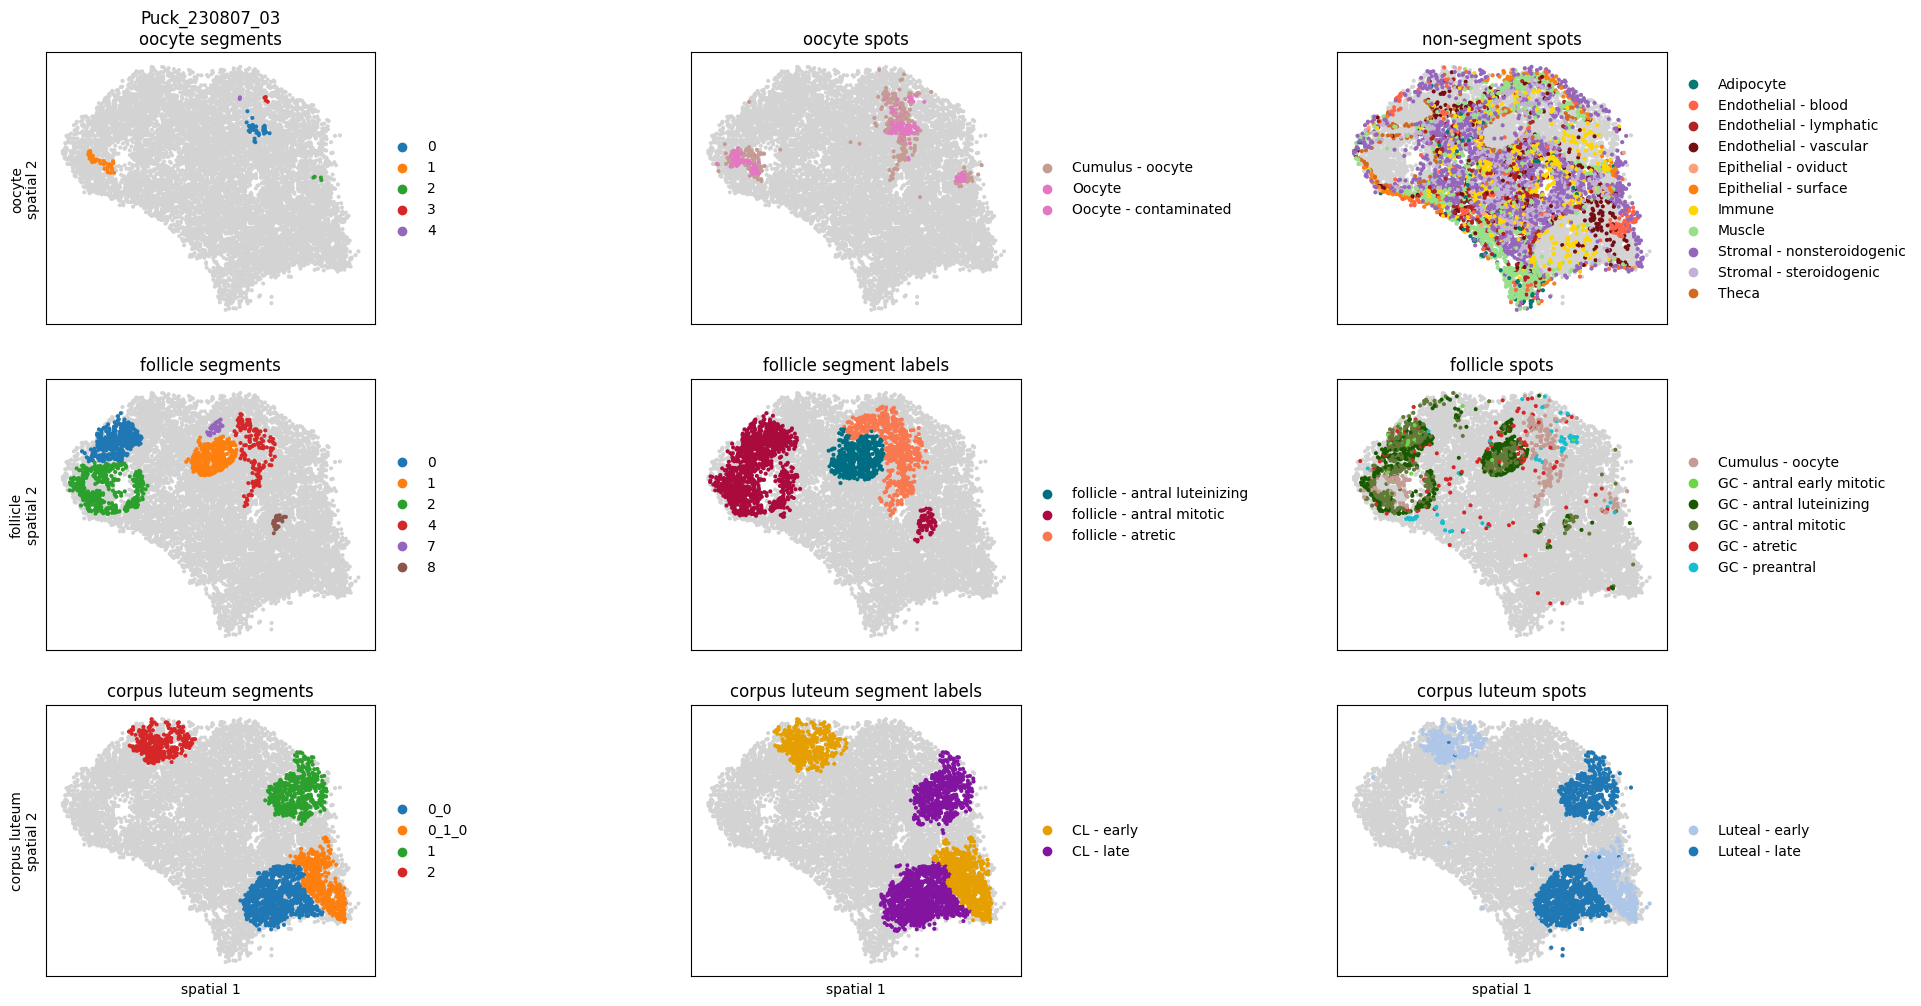 Puck_230807_03
oocyte segments
oocyte
spatial 2
0
1
2
3
4
oocyte spots
Cumulus - oocyte
Oocyte
Oocyte - contaminated
non-segment spots
Adipocyte
Endothelial - blood
Endothelial - lymphatic
Endothelial - vascular
Epithelial - oviduct
Epithelial - surface
Immune
Muscle
Stromal - nonsteroidogenic
Stromal - steroidogenic
Theca
follicle segments
follicle
spatial 2
0
1
2
4
7
8
follicle segment labels
follicle - antral luteinizing
follicle - antral mitotic
follicle - atretic
follicle spots
Cumulus - oocyte
GC - antral early mitotic
GC - antral luteinizing
GC - antral mitotic
GC - atretic
GC - preantral
corpus luteum segments
corpus luteum
spatial 2
0_0
0_1_0
1
2
spatial 1
corpus luteum segment labels
CL - early
CL - late
spatial 1
corpus luteum spots
Luteal - early
Luteal - late
spatial 1